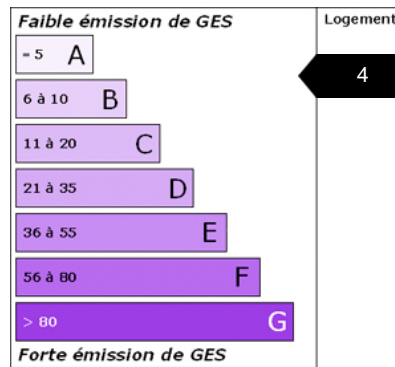 Faible émission de GES
Logement
= 5 A
4
6 à 10 B
11 à 20 C
21 à 35 D
36 à 55 E
56 à 80 F
> 80 G
Forte émission de GES